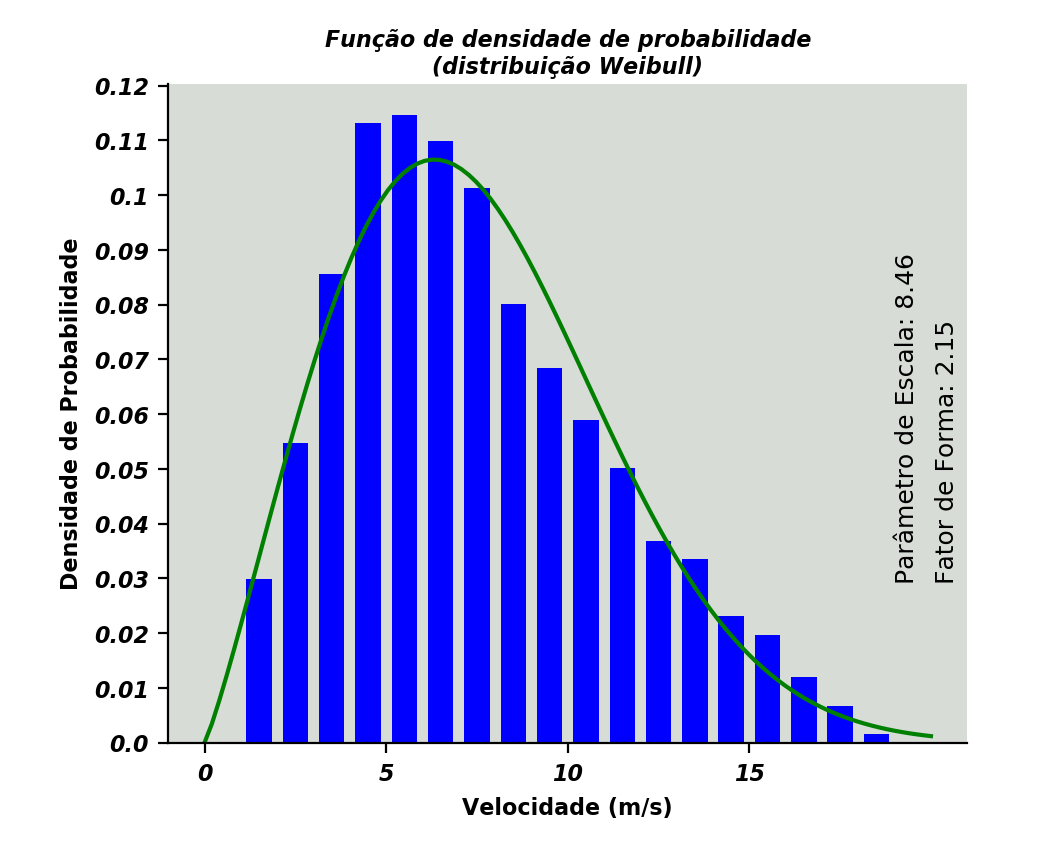 Função de densidade de probabilidade
(distribuição Weibull)
0.12
0.11
0.1
0.09
0.08
0.07
0.06
0.05
0.04
0.03
0.02
0.01
0.0
Densidade de Probabilidade
Parâmetro de Escala: 8.46
Fator de Forma: 2.15
0 5 10 15
Velocidade (m/s)